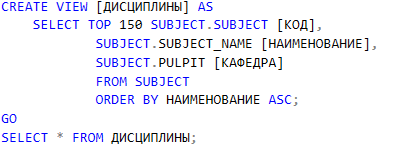 CREATE VIEW [ДИСЦИПЛИНЫ] AS
SELECT TOP 150 SUBJECT.SUBJECT [КОД],
SUBJECT.SUBJECT_NAME [НАИМЕНОВАНИЕ],
SUBJECT.PULPIT [КАФЕДРА]
FROM SUBJECT
ORDER BY НАИМЕНОВАНИЕ ASC;
GO
SELECT * FROM ДИСЦИПЛИНЫ;